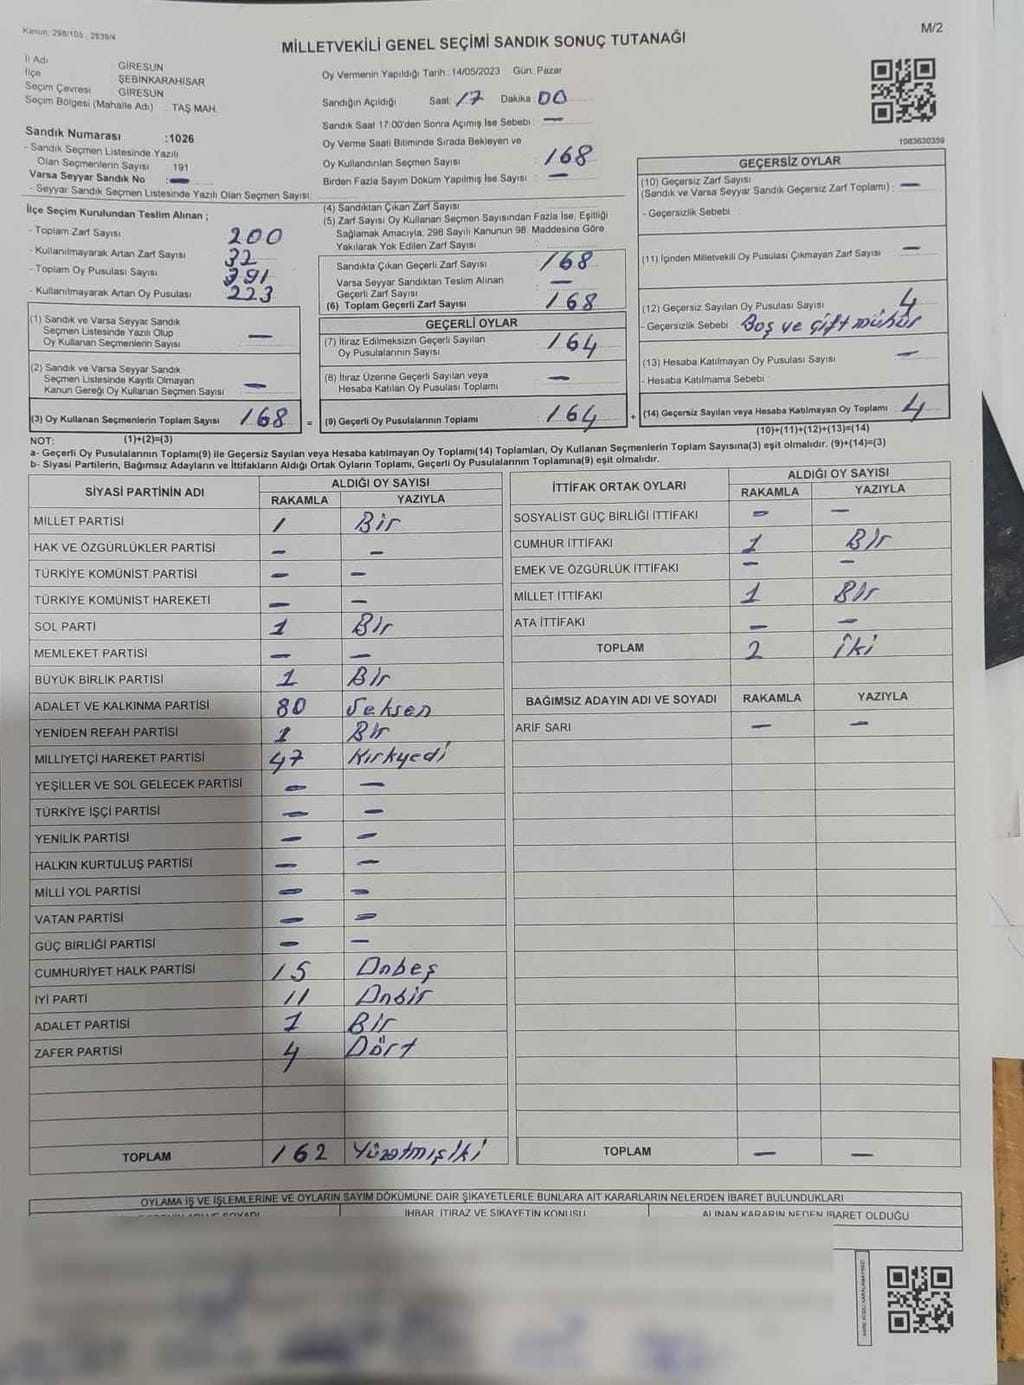 Kanun, 298/105 , 2839/4
M/2
MİLLETVEKİLİ GENEL SEÇİMİ SANDIK SONUÇ TUTANAĞI
İl Adı GİRESUN
İlçe ŞEBİNKARAHİSAR
Seçim Çevresi GİRESUN
Seçim Bölgesi (Mahalle Adı) : TAŞ MAH.
Sandık Numarası :1026
- Sandık Seçmen Listesinde Yazılı
Olan Seçmenlerin Sayısı 191
Varsa Seyyar Sandık No : —
- Seyyar Sandık Seçmen Listesinde Yazılı Olan Seçmen Sayısı:
Oy Vermenin Yapıldığı Tarih: 14/05/2023 Gün: Pazar
Sandığın Açıldığı Saat: 17 Dakika: 00
Sandık Saat 17:00'den Sonra Açımış İse Sebebi : —
Oy Verme Saati Bitiminde Sırada Bekleyen ve
Oy Kullandırılan Seçmen Sayısı : 168
Birden Fazla Sayım Döküm Yapılmış İse Sayısı : —
1083630359
İlçe Seçim Kurulundan Teslim Alınan ;
- Toplam Zarf Sayısı 200
- Kullanılmayarak Artan Zarf Sayısı 32
- Toplam Oy Pusulası Sayısı 391
- Kullanılmayarak Artan Oy Pusulası 223
(1) Sandık ve Varsa Seyyar Sandık
Seçmen Listesinde Yazılı Olup
Oy Kullanan Seçmenlerin Sayısı —
(2) Sandık ve Varsa Seyyar Sandık
Seçmen Listesinde Kayıtlı Olmayan
Kanun Gereği Oy Kullanan Seçmen Sayısı —
(3) Oy Kullanan Seçmenlerin Toplam Sayısı 168 =
(4) Sandıktan Çıkan Zarf Sayısı :
(5) Zarf Sayısı Oy Kullanan Seçmen Sayısından Fazla İse, Eşitliği
Sağlamak Amacıyla, 298 Sayılı Kanunun 98. Maddesine Göre
Yakılarak Yok Edilen Zarf Sayısı :
Sandıkta Çıkan Geçerli Zarf Sayısı : 168
Varsa Seyyar Sandıktan Teslim Alınan
Geçerli Zarf Sayısı : —
(6) Toplam Geçerli Zarf Sayısı : 168
GEÇERLİ OYLAR
(7) İtiraz Edilmeksizin Geçerli Sayılan
Oy Pusulalarının Sayısı : 164
(8) İtiraz Üzerine Geçerli Sayılan veya
Hesaba Katılan Oy Pusulası Toplamı : —
(9) Geçerli Oy Pusulalarının Toplamı : 164 +
GEÇERSİZ OYLAR
(10) Geçersiz Zarf Sayısı
(Sandık ve Varsa Seyyar Sandık Geçersiz Zarf Toplamı) : —
- Geçersizlik Sebebi :
(11) İçinden Milletvekili Oy Pusulası Çıkmayan Zarf Sayısı : —
(12) Geçersiz Sayılan Oy Pusulası Sayısı : 4
- Geçersizlik Sebebi : Boş ve çift mühür
(13) Hesaba Katılmayan Oy Pusulası Sayısı : —
- Hesaba Katılmama Sebebi :
(14) Geçersiz Sayılan veya Hesaba Katılmayan Oy Toplamı : 4
(10)+(11)+(12)+(13)=(14)
NOT: (1)+(2)=(3)
a- Geçerli Oy Pusulalarının Toplamı(9) ile Geçersiz Sayılan veya Hesaba katılmayan Oy Toplamı(14) Toplamları, Oy Kullanan Seçmenlerin Toplam Sayısına(3) eşit olmalıdır. (9)+(14)=(3)
b- Siyasi Partilerin, Bağımsız Adayların ve İttifakların Aldığı Ortak Oyların Toplamı, Geçerli Oy Pusulalarının Toplamına(9) eşit olmalıdır.
SİYASİ PARTİNİN ADI ALDIĞI OY SAYISI
RAKAMLA YAZIYLA
MİLLET PARTİSİ 1 Bir
HAK VE ÖZGÜRLÜKLER PARTİSİ — —
TÜRKİYE KOMÜNİST PARTİSİ — —
TÜRKİYE KOMÜNİST HAREKETİ — —
SOL PARTİ 1 Bir
MEMLEKET PARTİSİ — —
BÜYÜK BİRLİK PARTİSİ 1 Bir
ADALET VE KALKINMA PARTİSİ 80 Seksen
YENİDEN REFAH PARTİSİ 1 Bir
MİLLİYETÇİ HAREKET PARTİSİ 47 Kırkyedi
YEŞİLLER VE SOL GELECEK PARTİSİ — —
TÜRKİYE İŞÇİ PARTİSİ — —
YENİLİK PARTİSİ — —
HALKIN KURTULUŞ PARTİSİ — —
MİLLİ YOL PARTİSİ — —
VATAN PARTİSİ — —
GÜÇ BİRLİĞİ PARTİSİ — —
CUMHURİYET HALK PARTİSİ 15 Onbeş
İYİ PARTİ 11 Onbir
ADALET PARTİSİ 1 Bir
ZAFER PARTİSİ 4 Dört
TOPLAM 162 Yüzatmışiki
İTTİFAK ORTAK OYLARI ALDIĞI OY SAYISI
RAKAMLA YAZIYLA
SOSYALİST GÜÇ BİRLİĞİ İTTİFAKI — —
CUMHUR İTTİFAKI 1 Bir
EMEK VE ÖZGÜRLÜK İTTİFAKI — —
MİLLET İTTİFAKI 1 Bir
ATA İTTİFAKI — —
TOPLAM 2 İki
BAĞIMSIZ ADAYIN ADI VE SOYADI RAKAMLA YAZIYLA
ARİF SARI — —
TOPLAM — —
OYLAMA İŞ VE İŞLEMLERİNE VE OYLARIN SAYIM DÖKÜMÜNE DAİR ŞİKAYETLERLE BUNLARA AİT KARARLARIN NELERDEN İBARET BULUNDUKLARI
İHBAR, İTİRAZ VE ŞİKAYETİN KONUSU ALINAN KARARIN NEDEN İBARET OLDUĞU